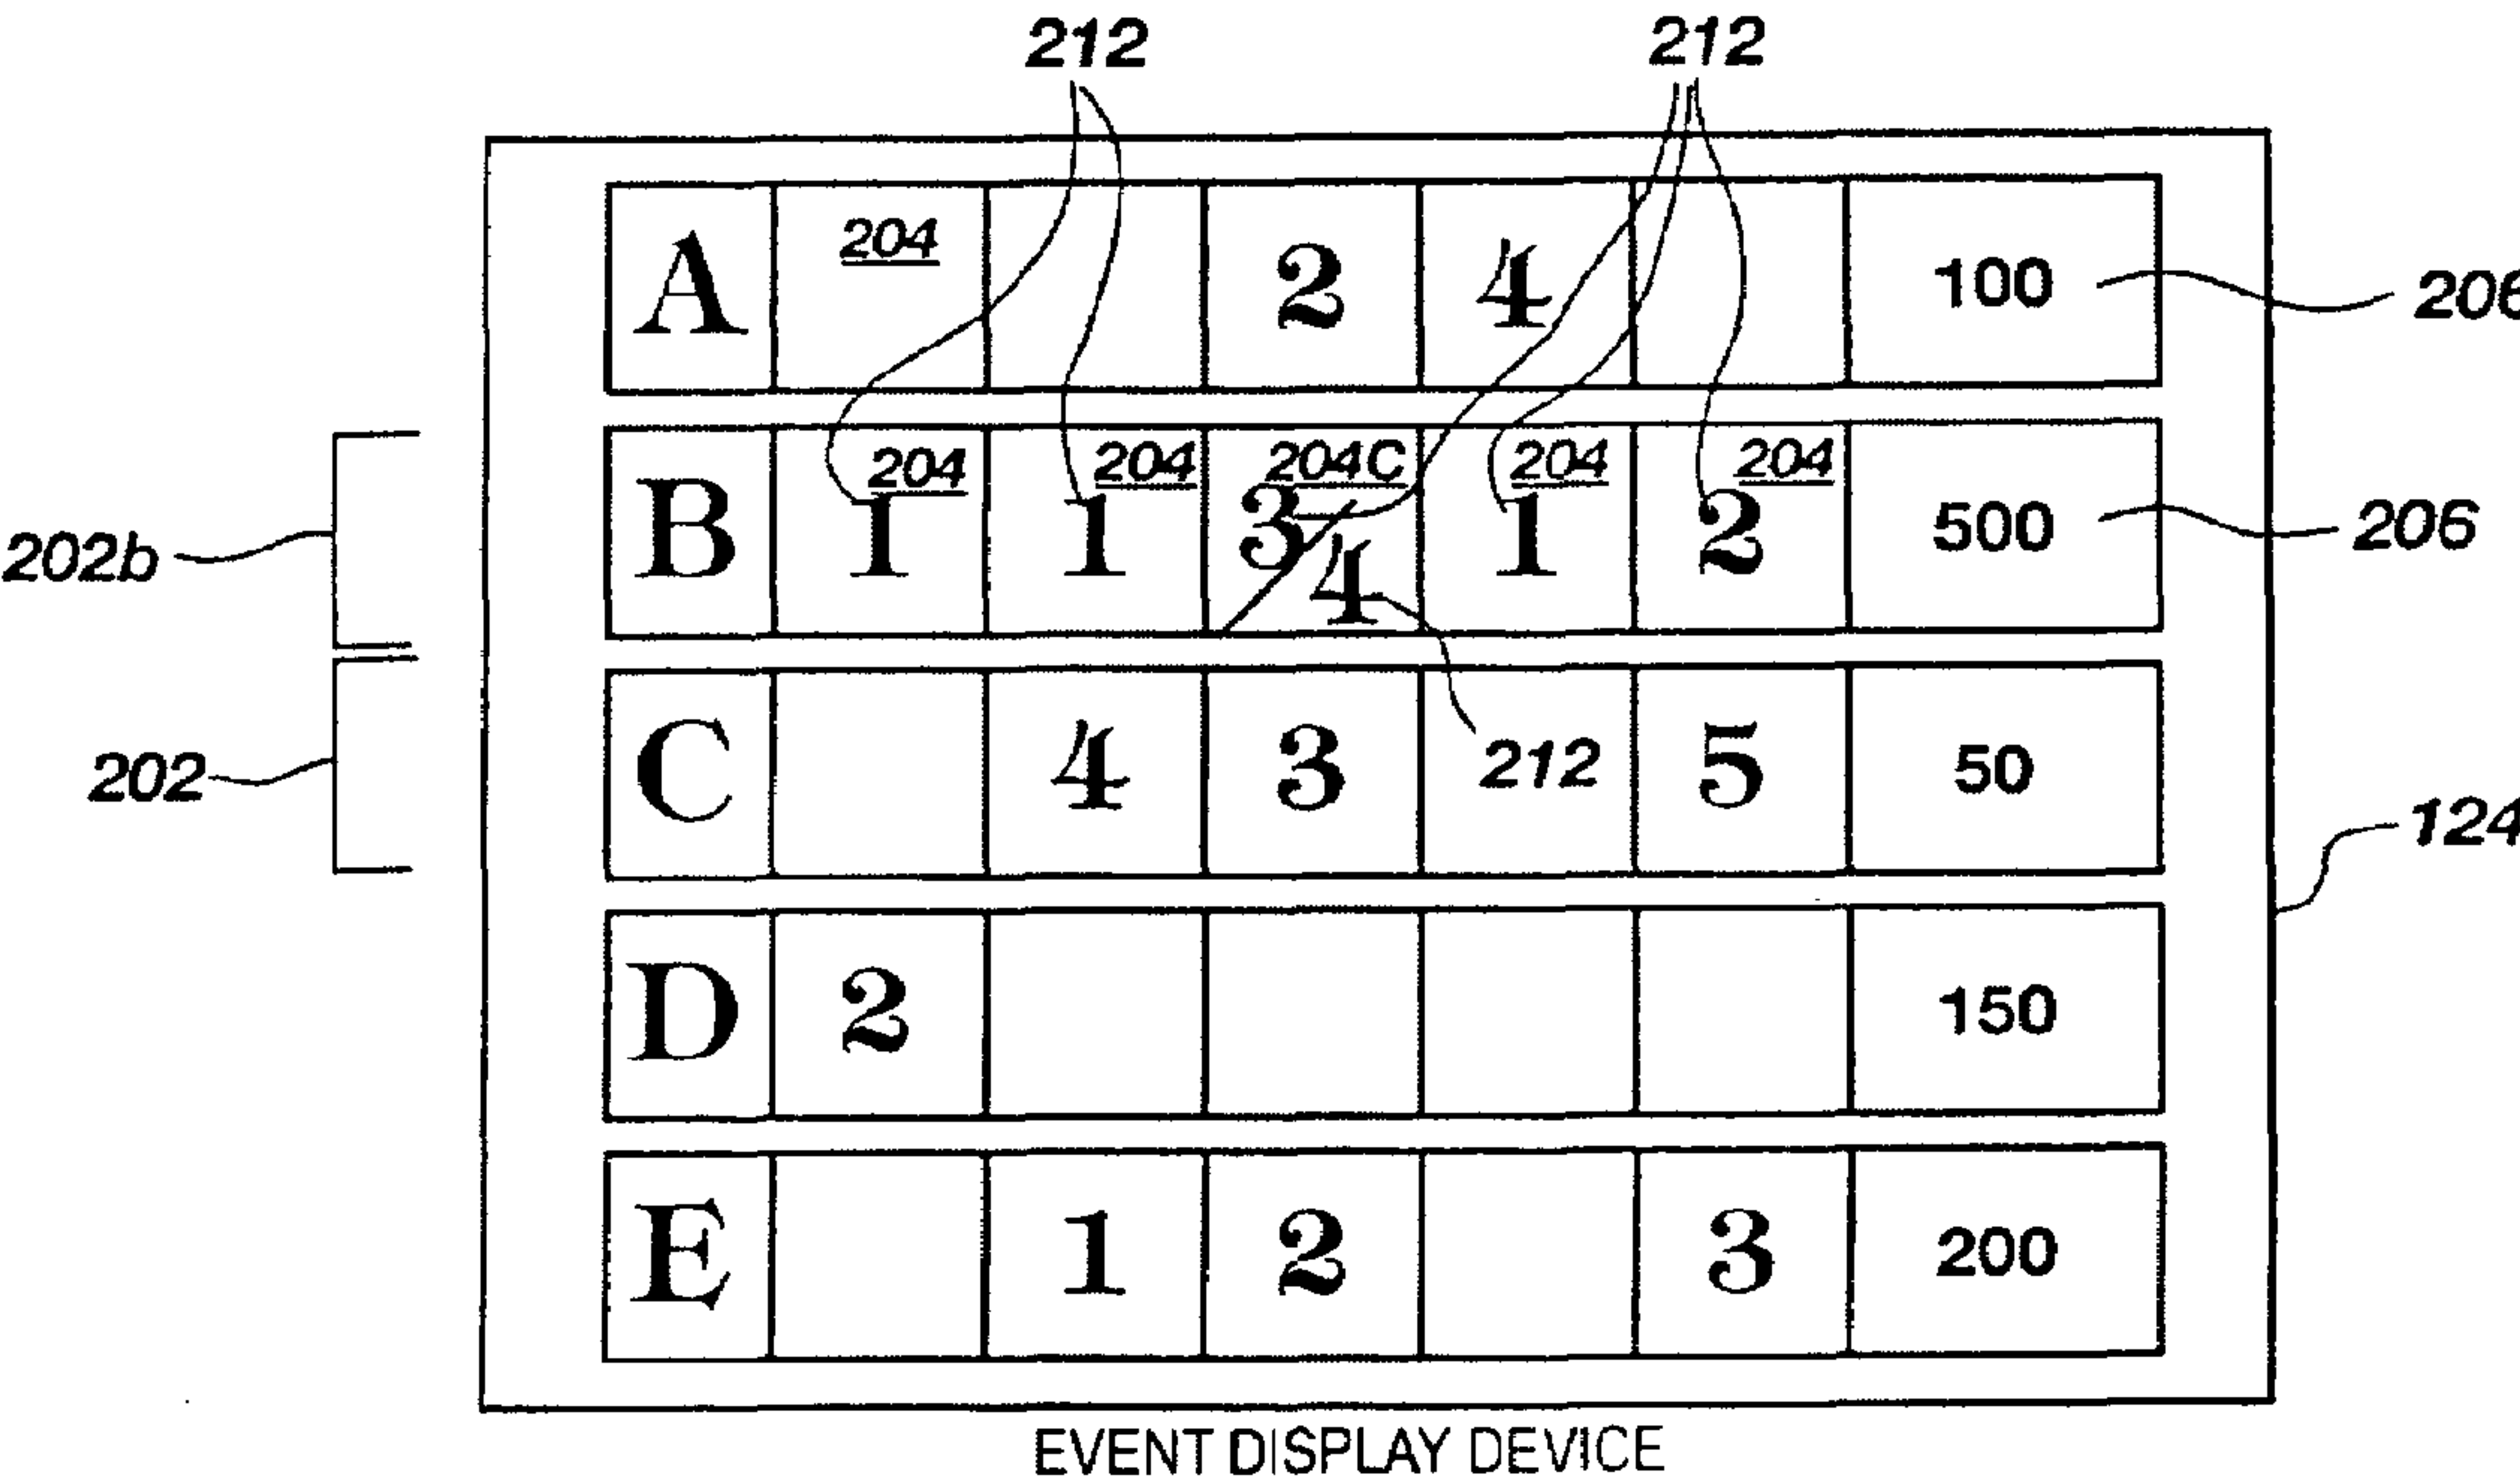 212 212
A 204 2 4 100 206
B 204 1 204 1 204C 3 4 204 1 204 2 500 206
202b
C 4 3 212 5 50
202
124
D 2 150
E 1 2 3 200
EVENT DISPLAY DEVICE